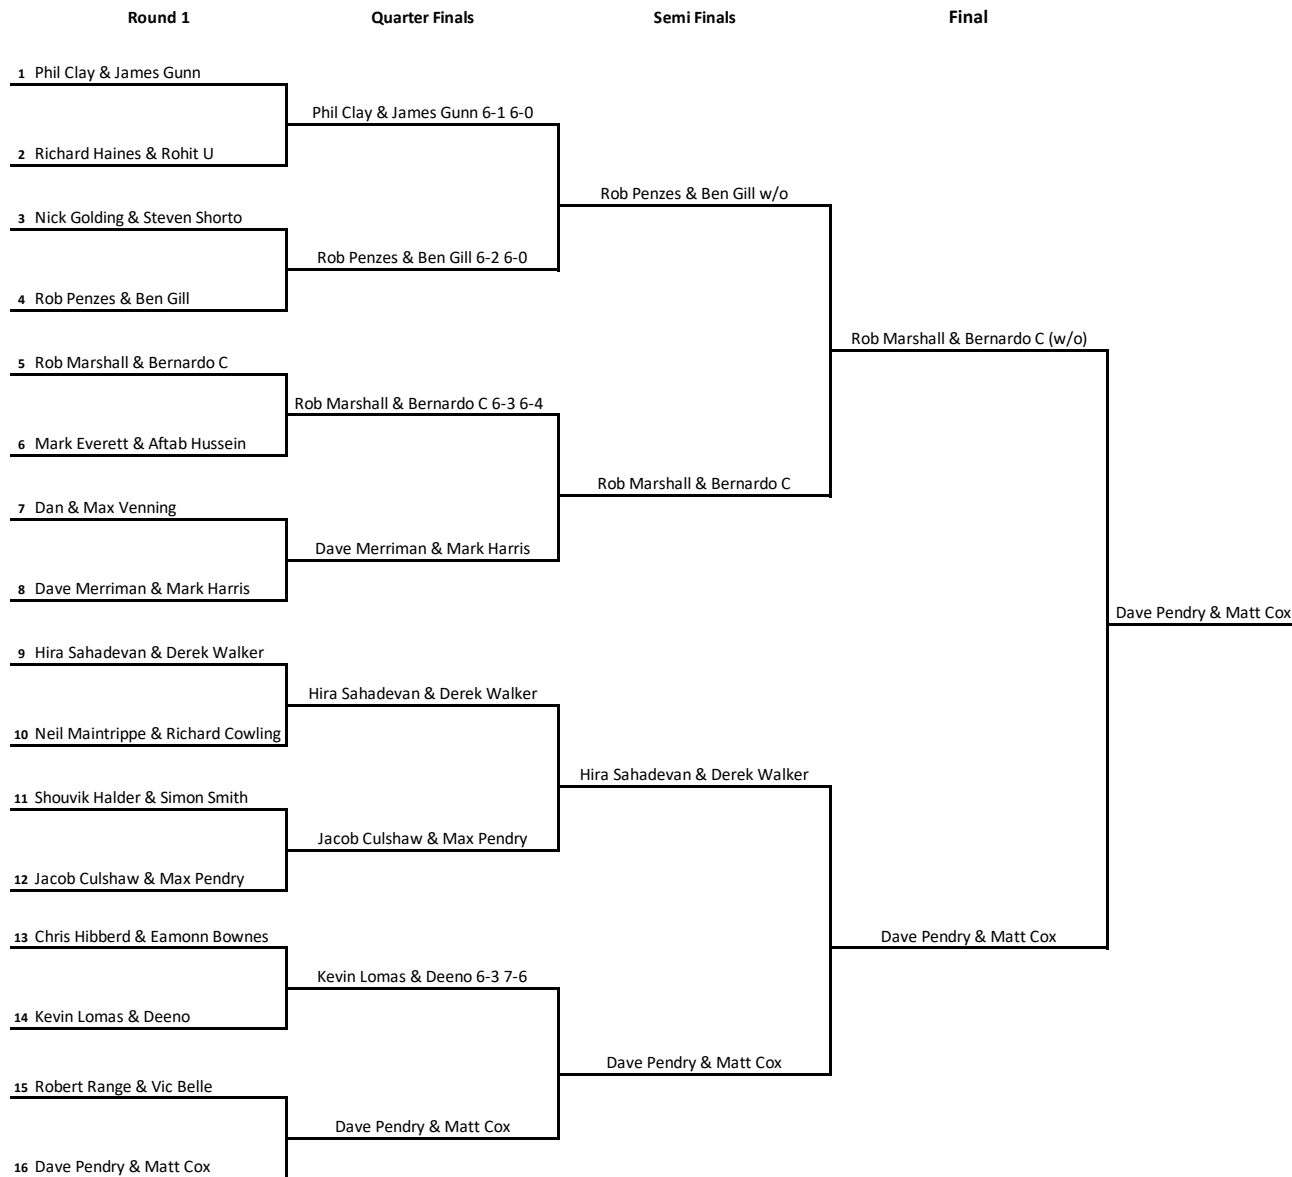 Round 1 Quarter Finals Semi Finals Final
1 Phil Clay & James Gunn
Phil Clay & James Gunn 6-1 6-0
2 Richard Haines & Rohit U
Rob Penzes & Ben Gill w/o
3 Nick Golding & Steven Shorto
Rob Penzes & Ben Gill 6-2 6-0
4 Rob Penzes & Ben Gill
Rob Marshall & Bernardo C (w/o)
5 Rob Marshall & Bernardo C
Rob Marshall & Bernardo C 6-3 6-4
6 Mark Everett & Aftab Hussein
Rob Marshall & Bernardo C
7 Dan & Max Venning
Dave Merriman & Mark Harris
8 Dave Merriman & Mark Harris
Dave Pendry & Matt Cox
9 Hira Sahadevan & Derek Walker
Hira Sahadevan & Derek Walker
10 Neil Maintrippe & Richard Cowling
Hira Sahadevan & Derek Walker
11 Shouvik Halder & Simon Smith
Jacob Culshaw & Max Pendry
12 Jacob Culshaw & Max Pendry
13 Chris Hibberd & Eamonn Bownes
Dave Pendry & Matt Cox
Kevin Lomas & Deeno 6-3 7-6
14 Kevin Lomas & Deeno
Dave Pendry & Matt Cox
15 Robert Range & Vic Belle
Dave Pendry & Matt Cox
16 Dave Pendry & Matt Cox